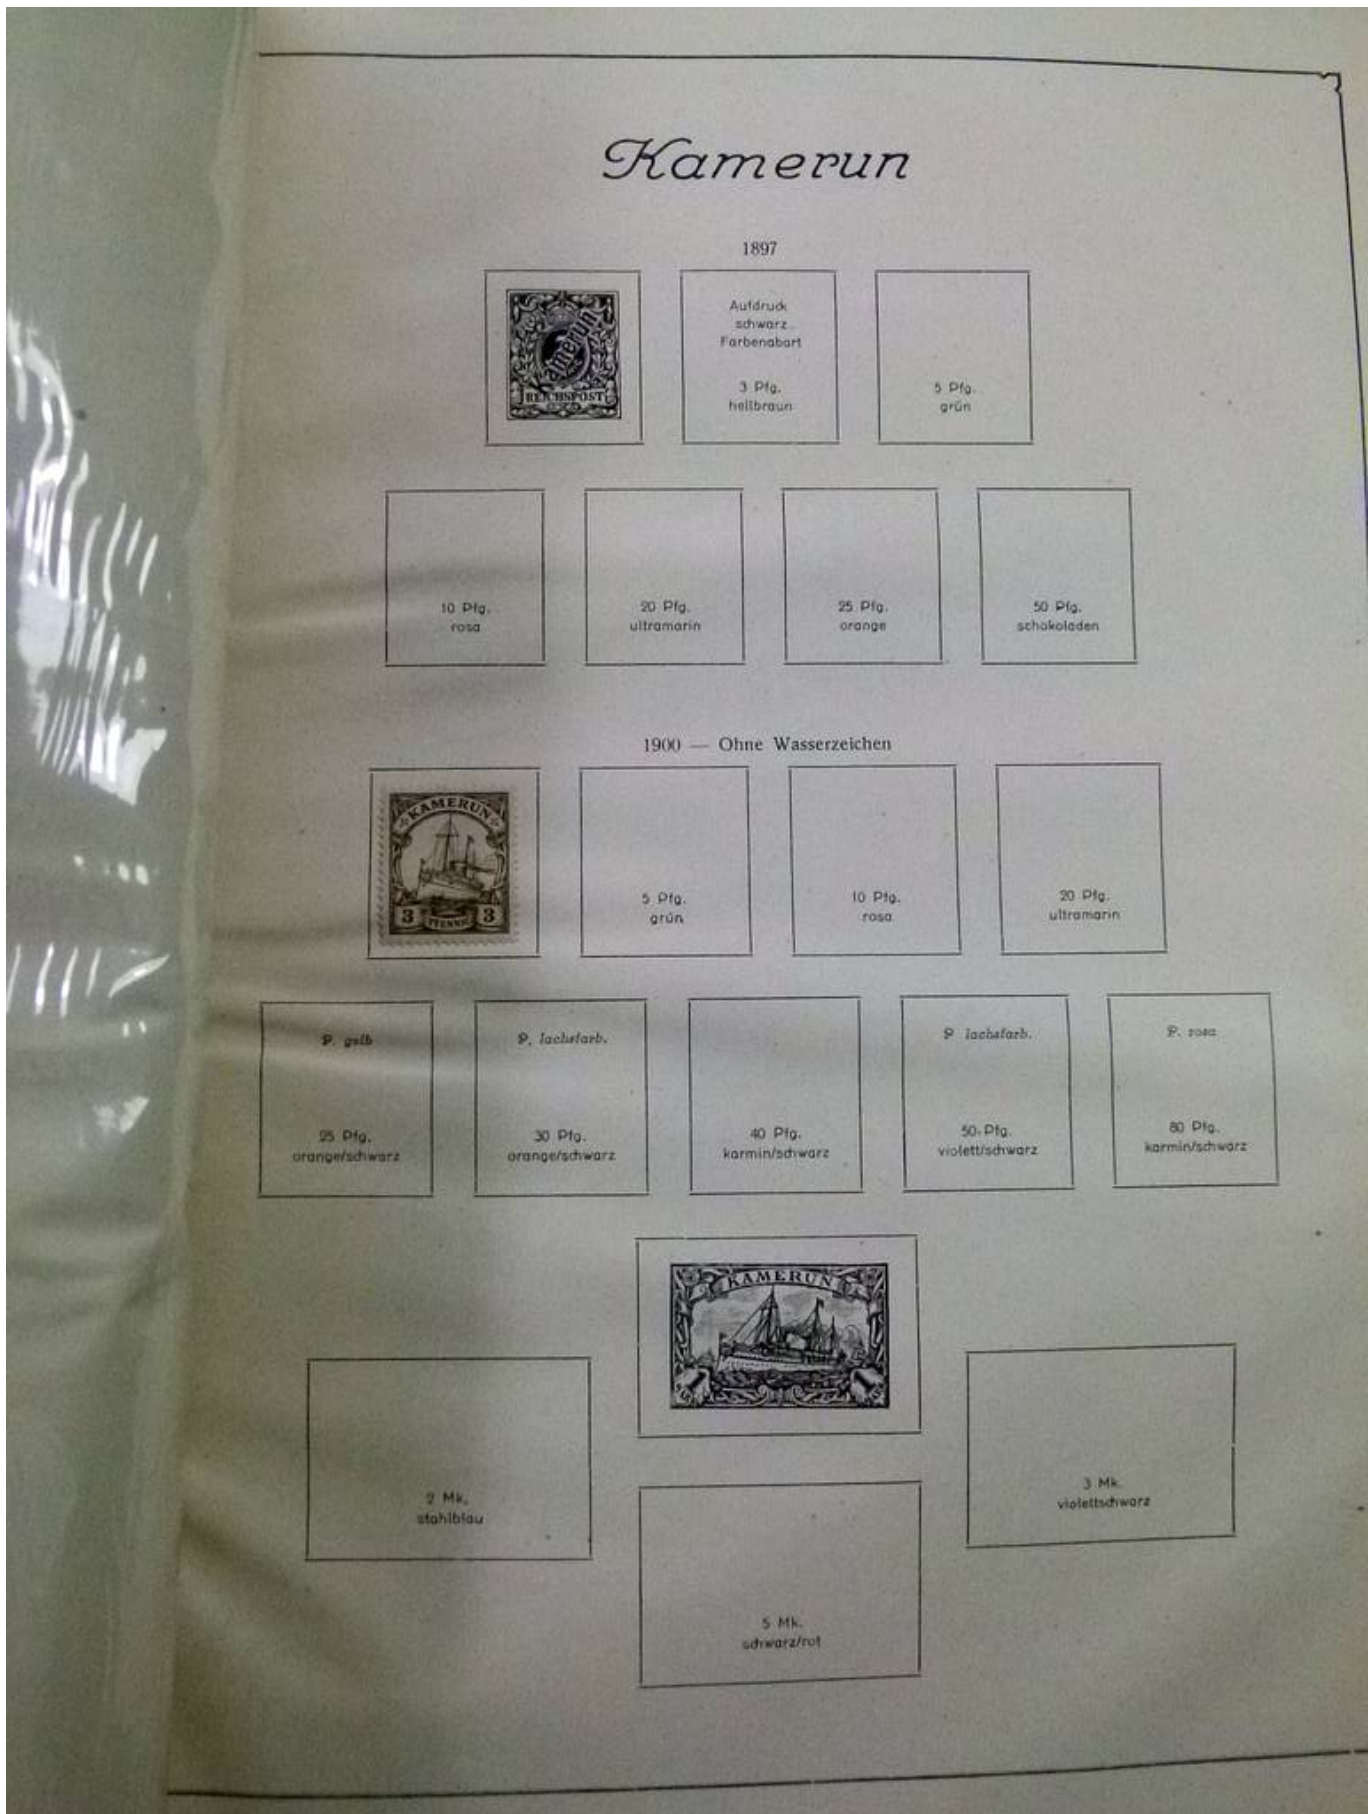 Kamerun
1897
Kamerun
REICHSPOST
Aufdruck
schwarz
Farbenabart
3 Pfg.
hellbraun
5 Pfg.
grün
10 Pfg.
rosa
20 Pfg.
ultramarin
25 Pfg.
orange
50 Pfg.
schokoladen
1900 — Ohne Wasserzeichen
KAMERUN
3 PFENNIG 3
5 Pfg.
grün
10 Pfg.
rosa
20 Pfg.
ultramarin
P. gelb
25 Pfg.
orange/schwarz
P. lachsfarb.
30 Pfg.
orange/schwarz
40 Pfg.
karmin/schwarz
P lachsfarb.
50 Pfg.
violett/schwarz
P. rosa
80 Pfg.
karmin/schwarz
KAMERUN
1 1
2 Mk.
stahlblau
3 Mk.
violettschwarz
5 Mk.
schwarz/rot